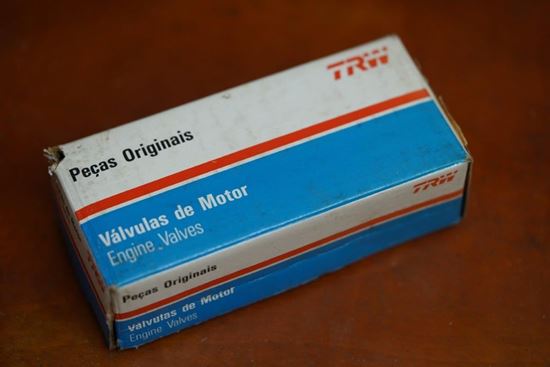 TRW
Peças Originais
Válvulas de Motor
Engine Valves
TRW
Peças Originais
Válvulas de Motor
Engine Valves